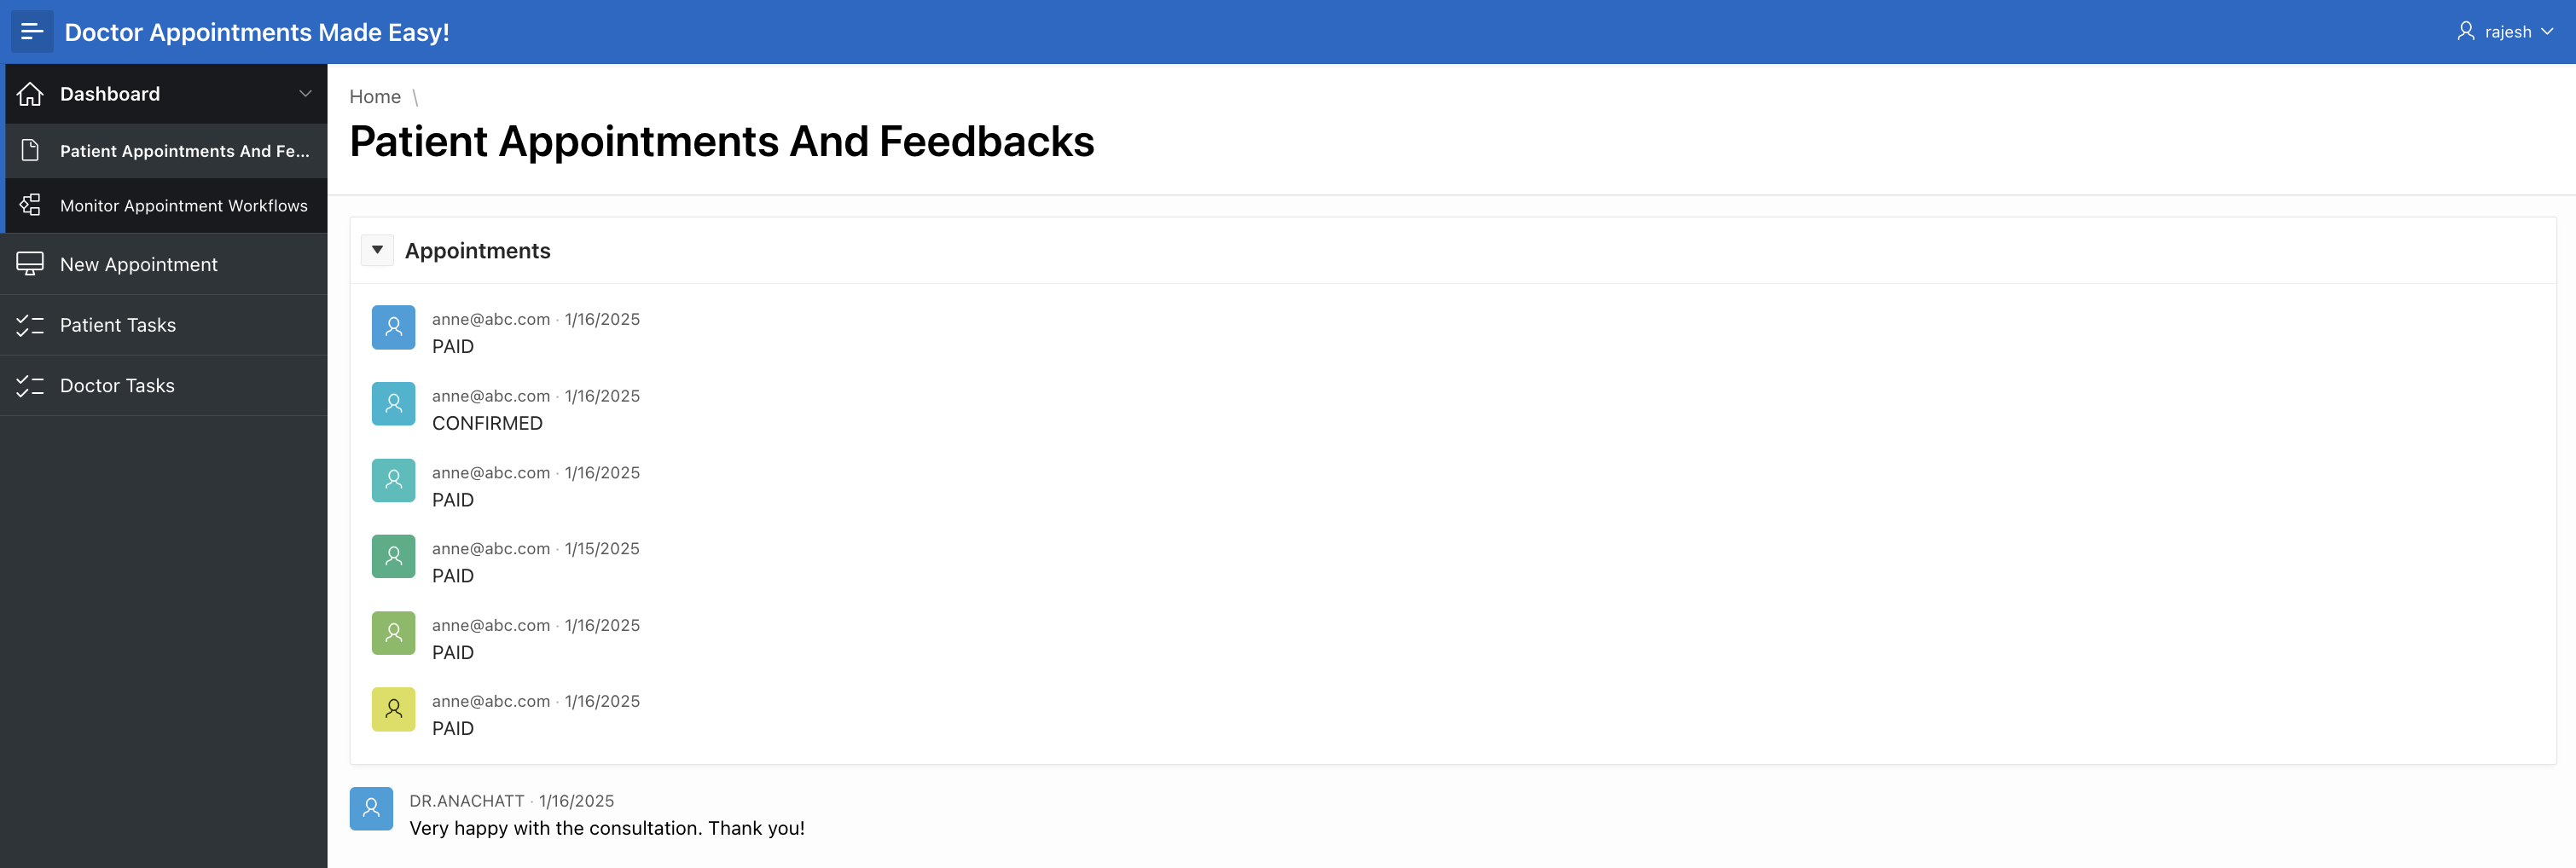 Doctor Appointments Made Easy!
rajesh
Dashboard
Patient Appointments And Fe...
Monitor Appointment Workflows
New Appointment
Patient Tasks
Doctor Tasks
Home \
Patient Appointments And Feedbacks
Appointments
anne@abc.com · 1/16/2025
PAID
anne@abc.com · 1/16/2025
CONFIRMED
anne@abc.com · 1/16/2025
PAID
anne@abc.com · 1/15/2025
PAID
anne@abc.com · 1/16/2025
PAID
anne@abc.com · 1/16/2025
PAID
DR.ANACHATT · 1/16/2025
Very happy with the consultation. Thank you!